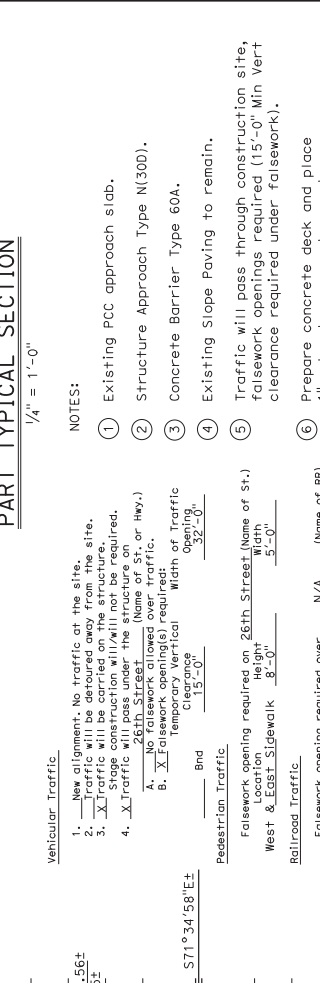 PART TYPICAL SECTION
1/4" = 1'-0"
NOTES:
1 Existing PCC approach slab.
2 Structure Approach Type N(30D).
3 Concrete Barrier Type 60A.
4 Existing Slope Paving to remain.
5 Traffic will pass through construction site,
falsework openings required (15'-0" Min Vert
clearance required under falsework).
6 Prepare concrete deck and place
Vehicular Traffic
1. New alignment. No traffic at the site.
2. Traffic will be detoured away from the site.
3. X Traffic will be carried on the structure.
Stage construction will/will not be required.
4. X Traffic will pass under the structure on
26th Street (Name of St. or Hwy.)
A. No falsework allowed over traffic.
B. X Falsework opening(s) required:
Temporary Vertical Width of Traffic
Clearance Opening
Bnd 15'-0" 32'-0"
Pedestrian Traffic
Falsework opening required on 26th Street (Name of St.)
Location Height Width
West & East Sidewalk 8'-0" 5'-0"
Railroad Traffic
Falsework opening required over N/A (Name of RR)
.56±
S71°34'58"E±